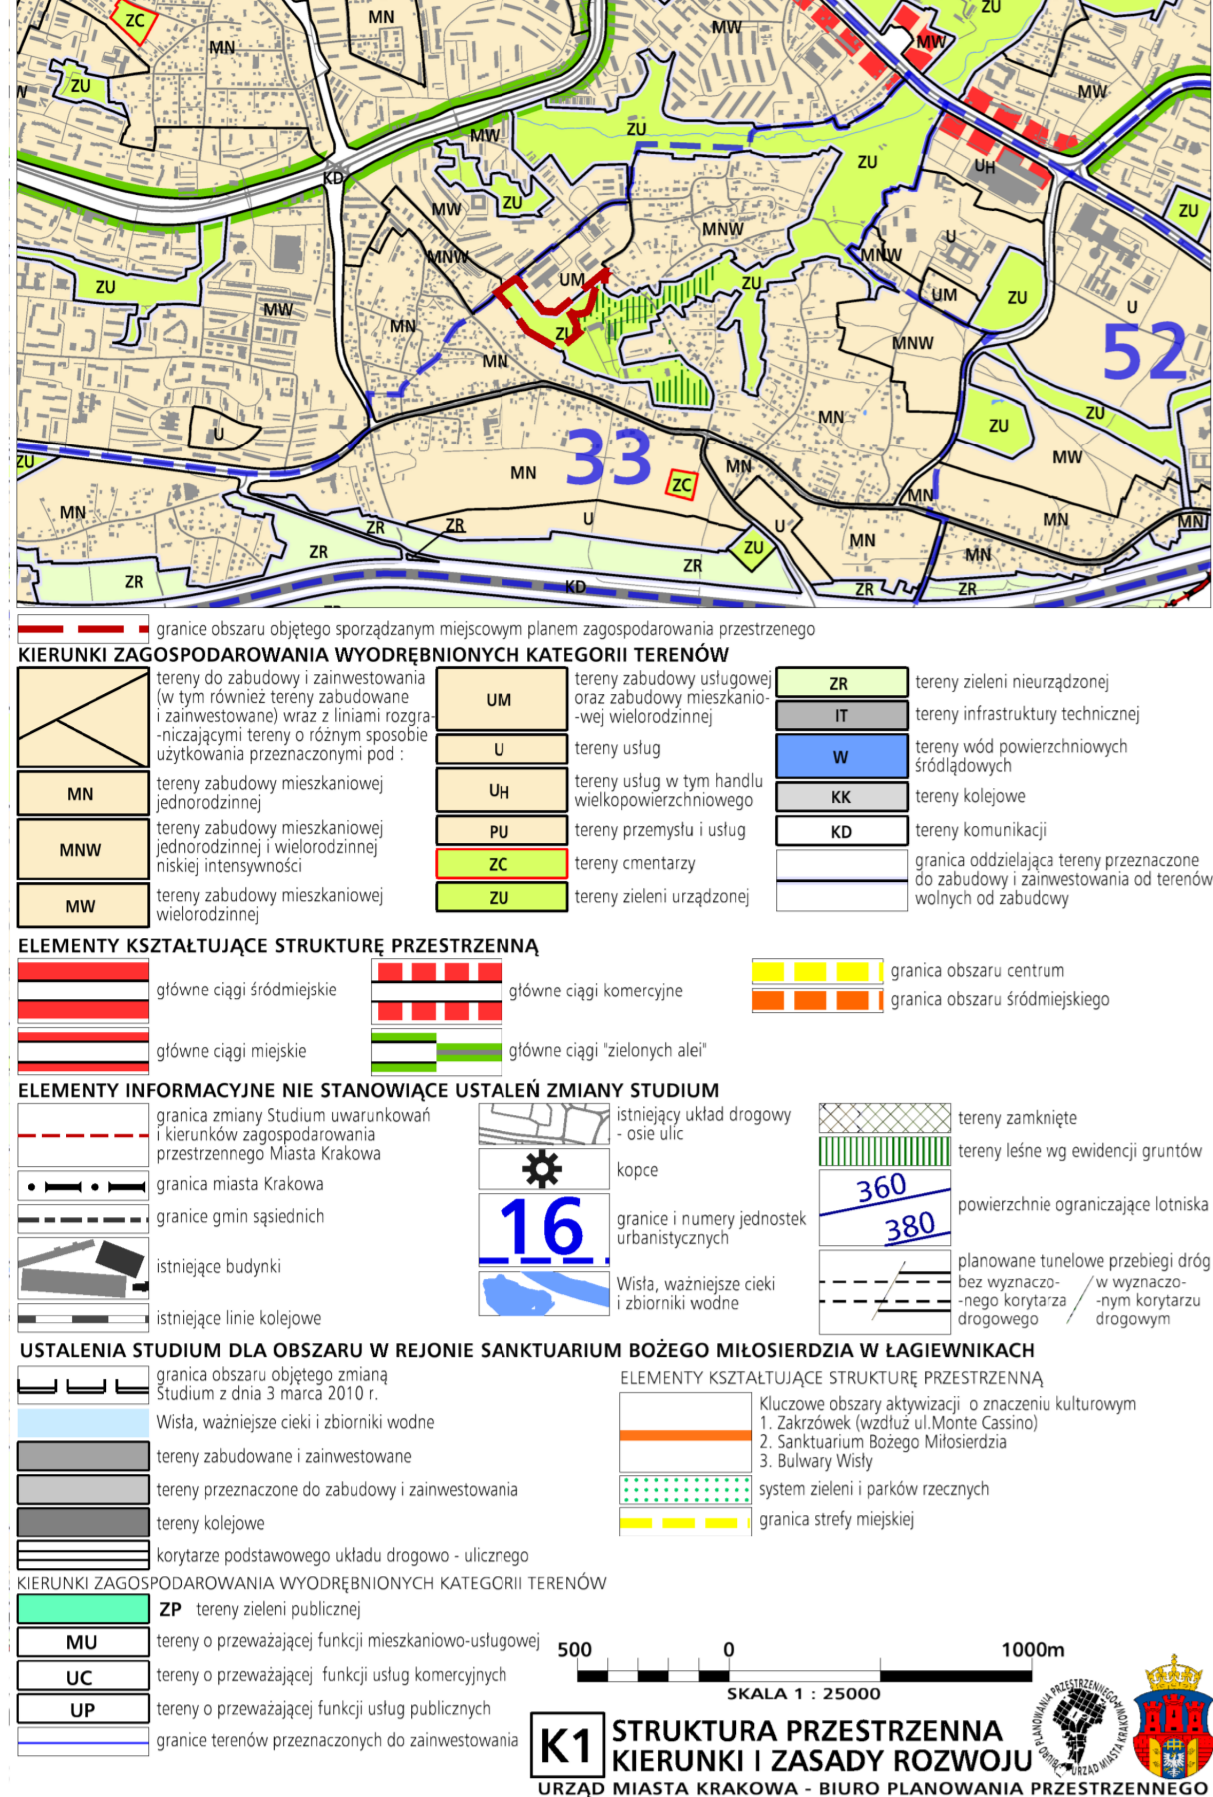 ZC
MN
MN
ZU
MW
MW
ZU
MW
ZU
MW
ZU
ZU
UH
KD
ZU
MW
ZU
MNW
U
MNW
MNW
ZU
UM
ZU
UM
ZU
U
MW
MN
MNW
52
MN
MN
ZU
ZU
U
33
MN
MW
ZU
MN
ZC
MN
MN
MN
U
MN
MN
ZR
ZR
U
MN
ZR
ZU
MN
ZR
ZR
KD
ZR
ZR
granice obszaru objętego sporządzanym miejscowym planem zagospodarowania przestrzenego
KIERUNKI ZAGOSPODAROWANIA WYODRĘBNIONYCH KATEGORII TERENÓW
tereny do zabudowy i zainwestowania
(w tym również tereny zabudowane
i zainwestowane) wraz z liniami rozgra-
-niczającymi tereny o różnym sposobie
użytkowania przeznaczonymi pod :
MN tereny zabudowy mieszkaniowej
jednorodzinnej
MNW tereny zabudowy mieszkaniowej
jednorodzinnej i wielorodzinnej
niskiej intensywności
MW tereny zabudowy mieszkaniowej
wielorodzinnej
UM tereny zabudowy usługowej
oraz zabudowy mieszkanio-
-wej wielorodzinnej
U tereny usług
UH tereny usług w tym handlu
wielkopowierzchniowego
PU tereny przemysłu i usług
ZC tereny cmentarzy
ZU tereny zieleni urządzonej
ZR tereny zieleni nieurządzonej
IT tereny infrastruktury technicznej
W tereny wód powierzchniowych
śródlądowych
KK tereny kolejowe
KD tereny komunikacji
granica oddzielająca tereny przeznaczone
do zabudowy i zainwestowania od terenów
wolnych od zabudowy
ELEMENTY KSZTAŁTUJĄCE STRUKTURĘ PRZESTRZENNĄ
główne ciągi śródmiejskie
główne ciągi komercyjne
granica obszaru centrum
granica obszaru śródmiejskiego
główne ciągi miejskie
główne ciągi "zielonych alei"
ELEMENTY INFORMACYJNE NIE STANOWIĄCE USTALEŃ ZMIANY STUDIUM
granica zmiany Studium uwarunkowań
i kierunków zagospodarowania
przestrzennego Miasta Krakowa
granica miasta Krakowa
granice gmin sąsiednich
istniejące budynki
istniejące linie kolejowe
istniejący układ drogowy
- osie ulic
kopce
16 granice i numery jednostek
urbanistycznych
Wisła, ważniejsze cieki
i zbiorniki wodne
tereny zamknięte
tereny leśne wg ewidencji gruntów
360
380
powierzchnie ograniczające lotniska
planowane tunelowe przebiegi dróg
bez wyznaczo-
-nego korytarza
drogowego
w wyznaczo-
-nym korytarzu
drogowym
USTALENIA STUDIUM DLA OBSZARU W REJONIE SANKTUARIUM BOŻEGO MIŁOSIERDZIA W ŁAGIEWNIKACH
granica obszaru objętego zmianą
Studium z dnia 3 marca 2010 r.
Wisła, ważniejsze cieki i zbiorniki wodne
tereny zabudowane i zainwestowane
tereny przeznaczone do zabudowy i zainwestowania
tereny kolejowe
korytarze podstawowego układu drogowo - ulicznego
ELEMENTY KSZTAŁTUJĄCE STRUKTURĘ PRZESTRZENNĄ
Kluczowe obszary aktywizacji o znaczeniu kulturowym
1. Zakrzówek (wzdłuż ul.Monte Cassino)
2. Sanktuarium Bożego Miłosierdzia
3. Bulwary Wisły
system zieleni i parków rzecznych
granica strefy miejskiej
KIERUNKI ZAGOSPODAROWANIA WYODRĘBNIONYCH KATEGORII TERENÓW
ZP tereny zieleni publicznej
MU tereny o przeważającej funkcji mieszkaniowo-usługowej
UC tereny o przeważającej funkcji usług komercyjnych
UP tereny o przeważającej funkcji usług publicznych
granice terenów przeznaczonych do zainwestowania
500 0 1000m
SKALA 1 : 25000
K1 STRUKTURA PRZESTRZENNA
KIERUNKI I ZASADY ROZWOJU
BIURO PLANOWANIA PRZESTRZENNEGO
URZĄD MIASTA KRAKOWA
URZĄD MIASTA KRAKOWA - BIURO PLANOWANIA PRZESTRZENNEGO